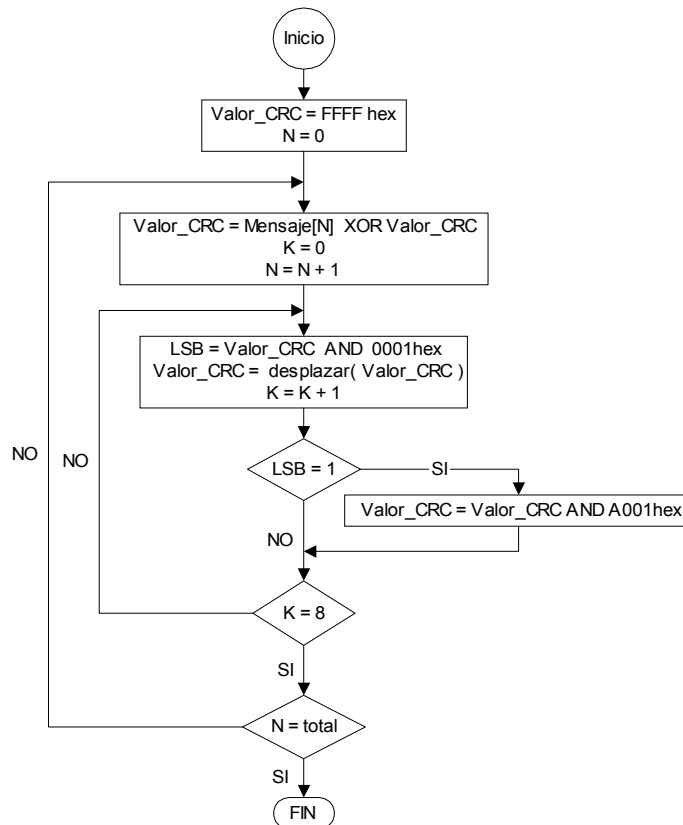 Inicio
Valor_CRC = FFFF hex
N = 0
Valor_CRC = Mensaje[N] XOR Valor_CRC
K = 0
N = N + 1
LSB = Valor_CRC AND 0001hex
Valor_CRC = desplazar( Valor_CRC )
K = K + 1
NO
NO
LSB = 1
SI
Valor_CRC = Valor_CRC AND A001hex
NO
K = 8
SI
N = total
SI
FIN